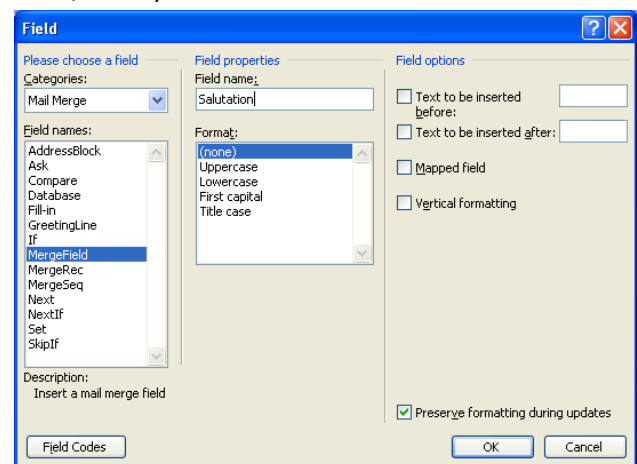 Field
Please choose a field
Categories:
Mail Merge
Field names:
AddressBlock
Ask
Compare
Database
Fill-in
GreetingLine
If
MergeField
MergeRec
MergeSeq
Next
NextIf
Set
SkipIf
Description:
Insert a mail merge field
Field Codes
Field properties
Field name:
Salutation
Format:
(none)
Uppercase
Lowercase
First capital
Title case
Field options
Text to be inserted
before:
Text to be inserted after:
Mapped field
Vertical formatting
Preserve formatting during updates
OK
Cancel